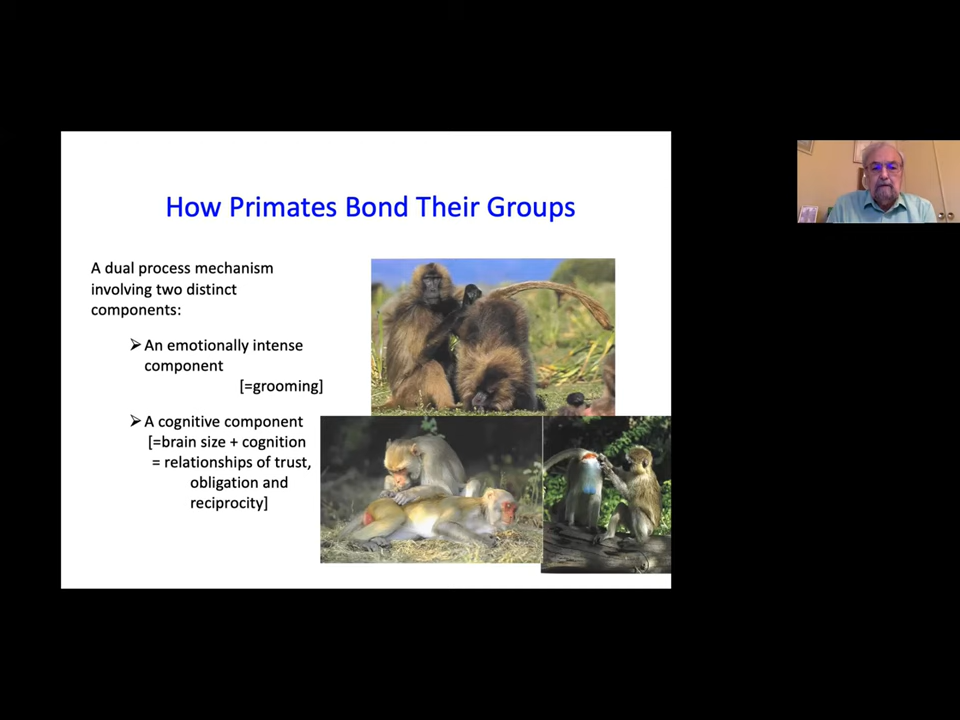 How Primates Bond Their Groups
A dual process mechanism
involving two distinct
components:
➢An emotionally intense
component
[=grooming]
➢A cognitive component
[=brain size + cognition
= relationships of trust,
obligation and
reciprocity]